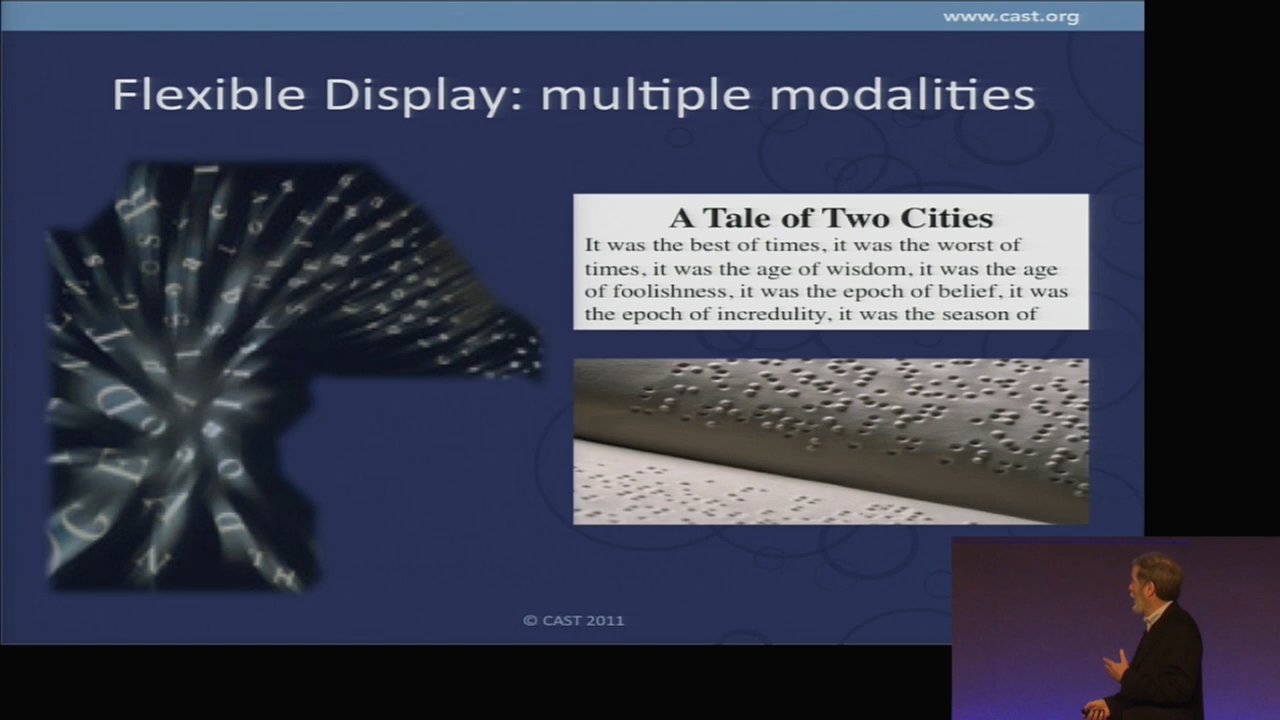 www.cast.org
Flexible Display: multiple modalities
A Tale of Two Cities
It was the best of times, it was the worst of
times, it was the age of wisdom, it was the age
of foolishness, it was the epoch of belief, it was
the epoch of incredulity, it was the season of
© CAST 2011